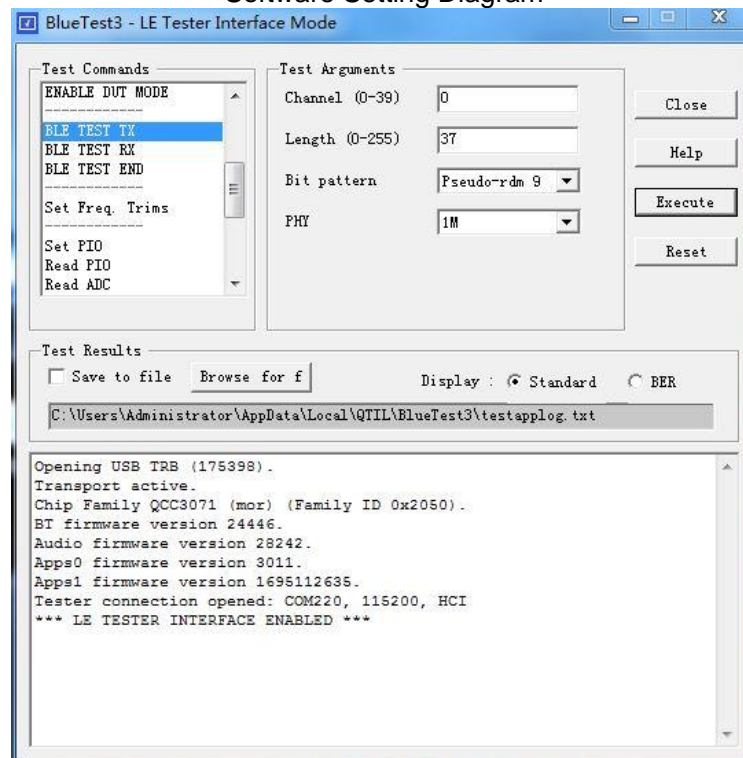 Software Setting Diagram
BlueTest3 - LE Tester Interface Mode
Test Commands
ENABLE DUT MODE
------------
BLE TEST TX
BLE TEST RX
BLE TEST END
------------
Set Freq. Trims
------------
Set PIO
Read PIO
Read ADC
Test Arguments
Channel (0-39) 0
Length (0-255) 37
Bit pattern Pseudo-rdm 9
PHY 1M
Close
Help
Execute
Reset
Test Results
Save to file Browse for f Display : Standard BER
C:\Users\Administrator\AppData\Local\QTIL\BlueTest3\testapplog.txt
Opening USB TRB (175398).
Transport active.
Chip Family QCC3071 (mor) (Family ID 0x2050).
BT firmware version 24446.
Audio firmware version 28242.
Apps0 firmware version 3011.
Apps1 firmware version 1695112635.
Tester connection opened: COM220, 115200, HCI
*** LE TESTER INTERFACE ENABLED ***